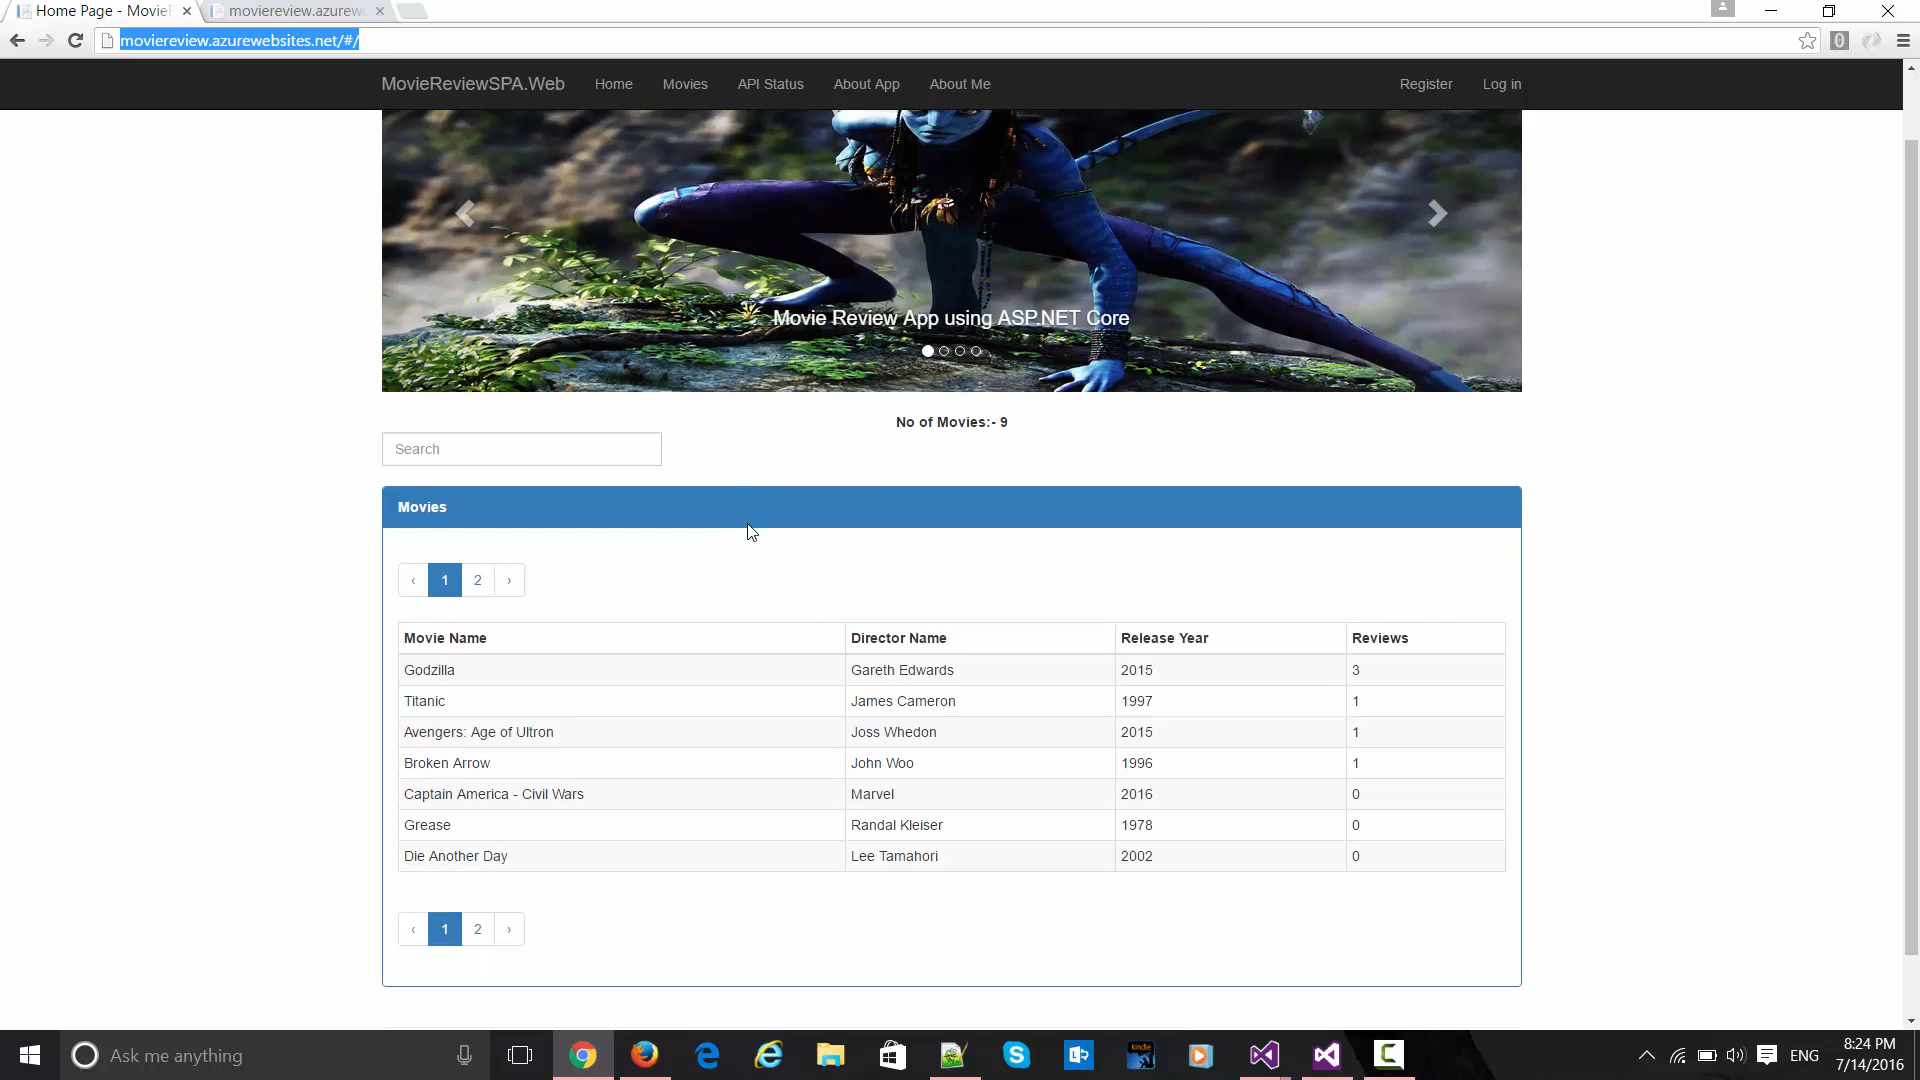 Home Page - MovieR
moviereview.azurewe
moviereview.azurewebsites.net/#/
MovieReviewSPA.Web Home Movies API Status About App About Me Register Log in
Movie Review App using ASP.NET Core
No of Movies:- 9
Search
Movies
‹ 1 2 ›
Movie Name Director Name Release Year Reviews
Godzilla Gareth Edwards 2015 3
Titanic James Cameron 1997 1
Avengers: Age of Ultron Joss Whedon 2015 1
Broken Arrow John Woo 1996 1
Captain America - Civil Wars Marvel 2016 0
Grease Randal Kleiser 1978 0
Die Another Day Lee Tamahori 2002 0
‹ 1 2 ›
Ask me anything
kindle
ENG
8:24 PM
7/14/2016